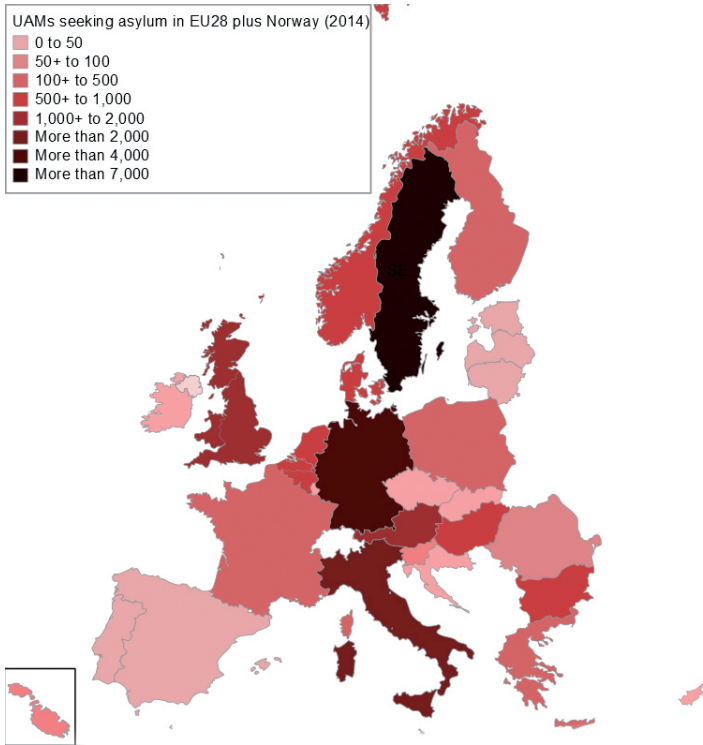 UAMs seeking asylum in EU28 plus Norway (2014)
0 to 50
50+ to 100
100+ to 500
500+ to 1,000
1,000+ to 2,000
More than 2,000
More than 4,000
More than 7,000
SE